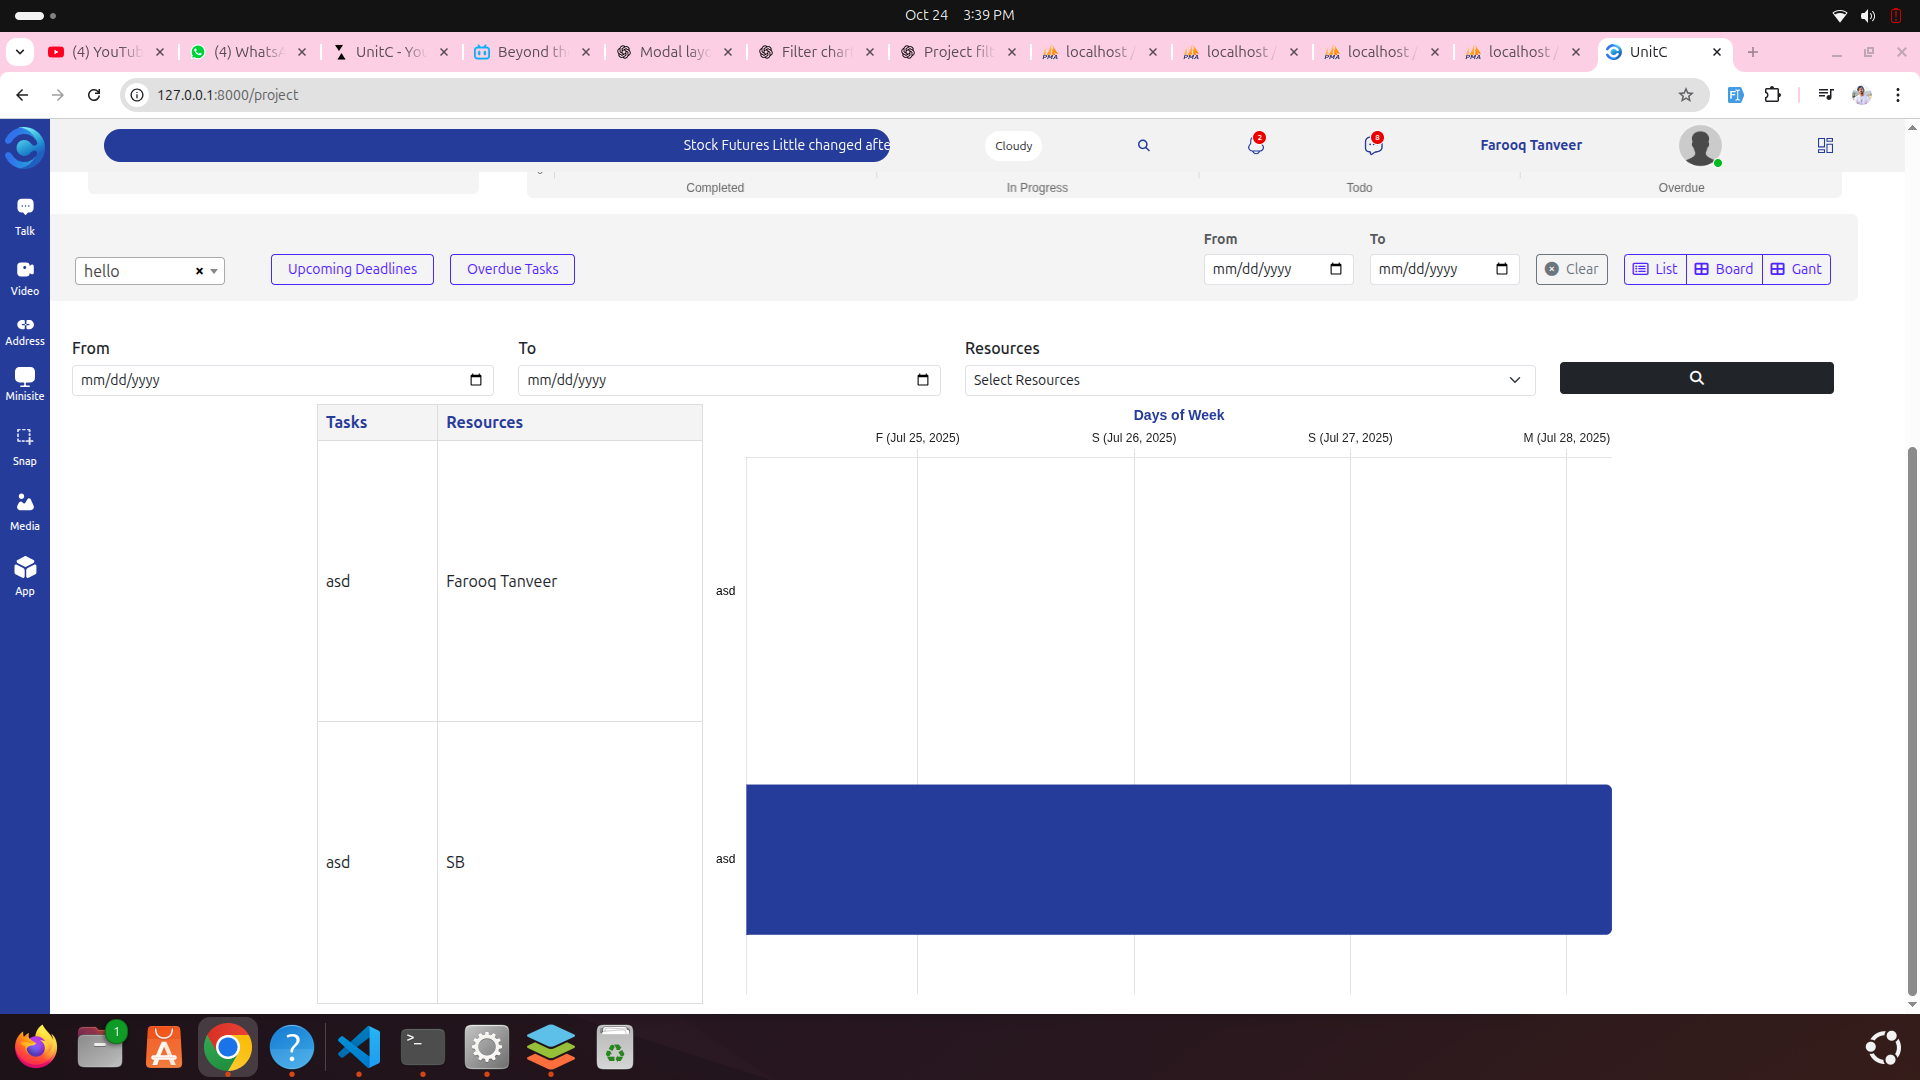 Oct 24 3:39 PM
(4) YouTub
(4) WhatsA
UnitC - You
Beyond the
Modal layo
Filter chart
Project filt
localhost /
localhost /
localhost /
localhost /
UnitC
127.0.0.1:8000/project
Stock Futures Little changed afte
Cloudy
2
8
Farooq Tanveer
Talk
Video
Address
Minisite
Snap
Media
App
Completed
In Progress
Todo
Overdue
hello
Upcoming Deadlines
Overdue Tasks
From
mm/dd/yyyy
To
mm/dd/yyyy
Clear
List
Board
Gant
From
mm/dd/yyyy
To
mm/dd/yyyy
Resources
Select Resources
Tasks Resources
asd Farooq Tanveer
asd SB
Days of Week
F (Jul 25, 2025)
S (Jul 26, 2025)
S (Jul 27, 2025)
M (Jul 28, 2025)
asd
asd
1